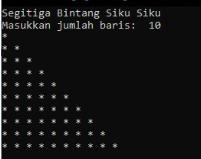 Segitiga Bintang Siku Siku
Masukkan jumlah baris:  10
*
* *
* * *
* * * *
* * * * *
* * * * * *
* * * * * * *
* * * * * * * *
* * * * * * * * *
* * * * * * * * * *